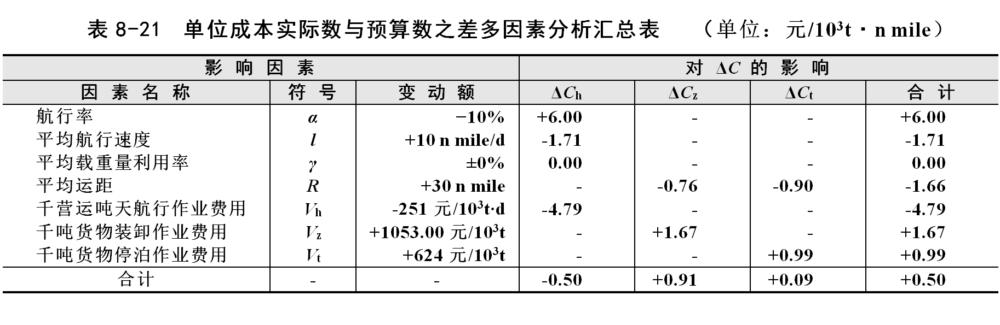 表 8-21 单位成本实际数与预算数之差多因素分析汇总表 （单位：元/10³t·n mile）
影响因素 对 ΔC 的影响
因素名称 符号 变动额 ΔCh ΔCz ΔCt 合计
航行率 α −10% +6.00 - - +6.00
平均航行速度 l +10 n mile/d -1.71 - - -1.71
平均载重量利用率 γ ±0% 0.00 - - 0.00
平均运距 R +30 n mile - -0.76 -0.90 -1.66
千营运吨天航行作业费用 Vh -251 元/10³t·d -4.79 - - -4.79
千吨货物装卸作业费用 Vz +1053.00 元/10³t - +1.67 - +1.67
千吨货物停泊作业费用 Vt +624 元/10³t - - +0.99 +0.99
合计 - - -0.50 +0.91 +0.09 +0.50